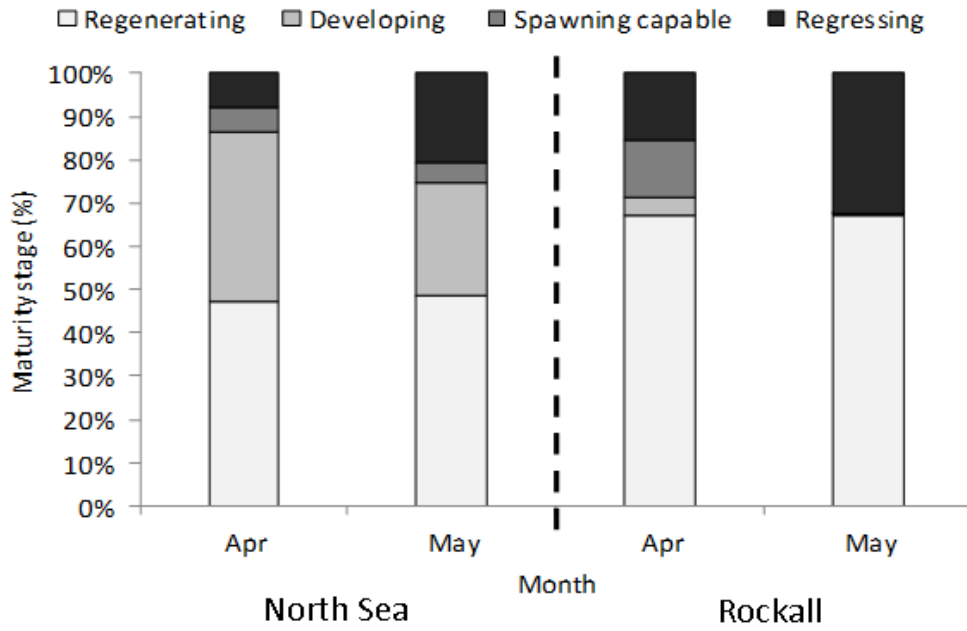 Regenerating Developing Spawning capable Regressing
100%
90%
80%
70%
60%
50%
40%
30%
20%
10%
0%
Maturity stage (%)
Apr May Apr May
Month
North Sea Rockall